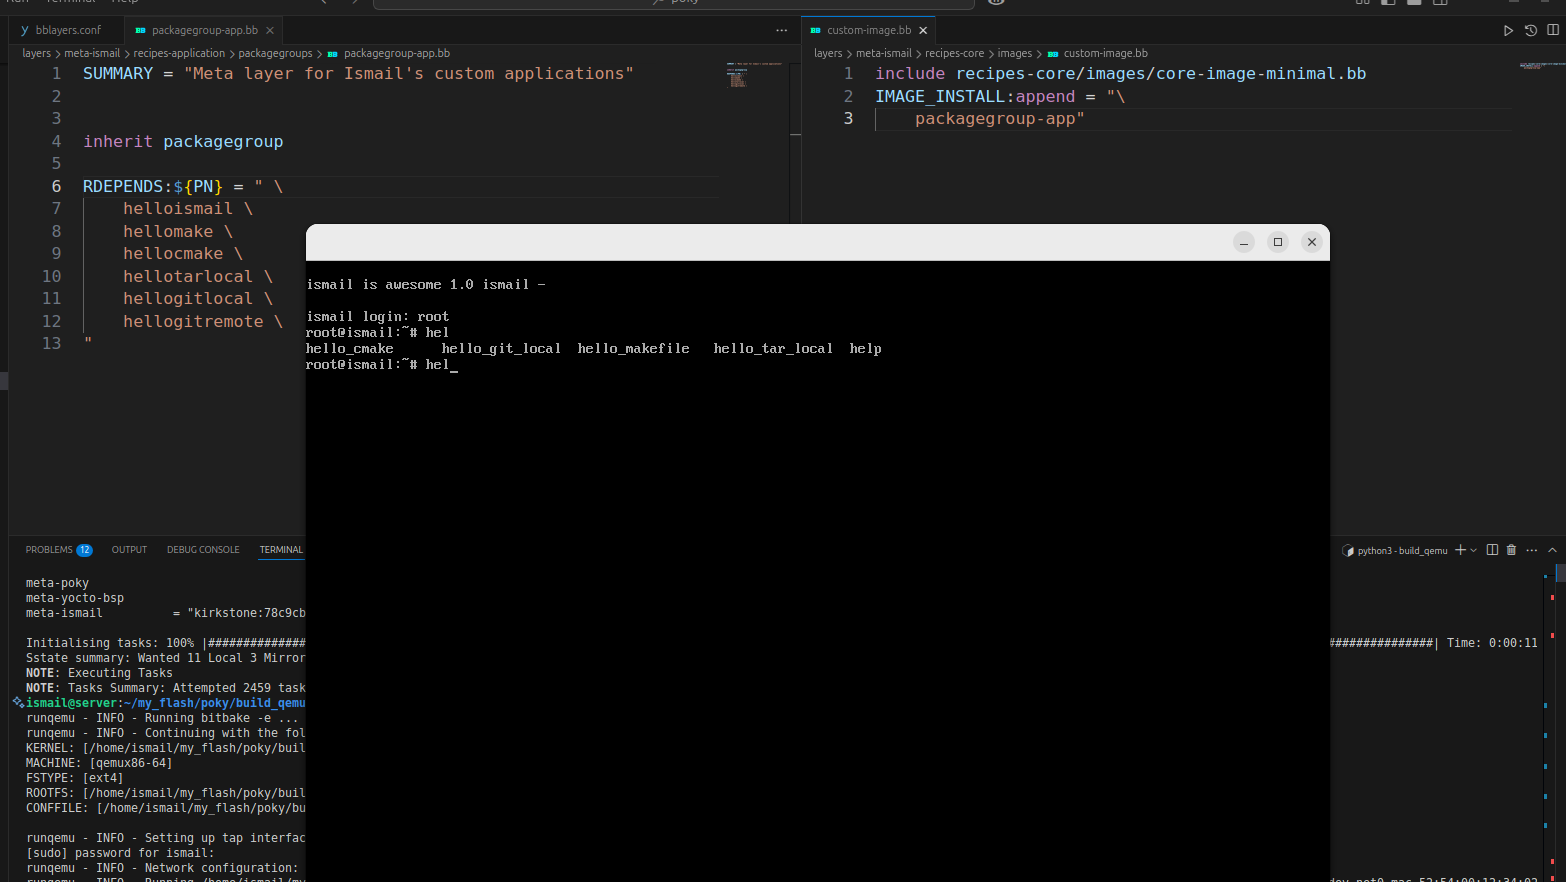 poky
bblayers.conf
packagegroup-app.bb
custom-image.bb
layers > meta-ismail > recipes-application > packagegroups > packagegroup-app.bb
layers > meta-ismail > recipes-core > images > custom-image.bb
1 SUMMARY = "Meta layer for Ismail's custom applications"
2
3
4 inherit packagegroup
5
6 RDEPENDS:${PN} = " \
7 helloismail \
8 hellomake \
9 hellocmake \
10 hellotarlocal \
11 hellogitlocal \
12 hellogitremote \
13 "
1 include recipes-core/images/core-image-minimal.bb
2 IMAGE_INSTALL:append = "\
3 packagegroup-app"
ismail is awesome 1.0 ismail -
ismail login: root
root@ismail:~# hel
hello_cmake hello_git_local hello_makefile hello_tar_local help
root@ismail:~# hel_
PROBLEMS 12 OUTPUT DEBUG CONSOLE TERMINAL
python3 - build_qemu
meta-poky
meta-yocto-bsp
meta-ismail = "kirkstone:78c9cb
Initialising tasks: 100% |############## ###############| Time: 0:00:11
Sstate summary: Wanted 11 Local 3 Mirror
NOTE: Executing Tasks
NOTE: Tasks Summary: Attempted 2459 task
ismail@server:~/my_flash/poky/build_qemu
runqemu - INFO - Running bitbake -e ...
runqemu - INFO - Continuing with the fol
KERNEL: [/home/ismail/my_flash/poky/buil
MACHINE: [qemux86-64]
FSTYPE: [ext4]
ROOTFS: [/home/ismail/my_flash/poky/buil
CONFFILE: [/home/ismail/my_flash/poky/bu
runqemu - INFO - Setting up tap interfac
[sudo] password for ismail:
runqemu - INFO - Network configuration: